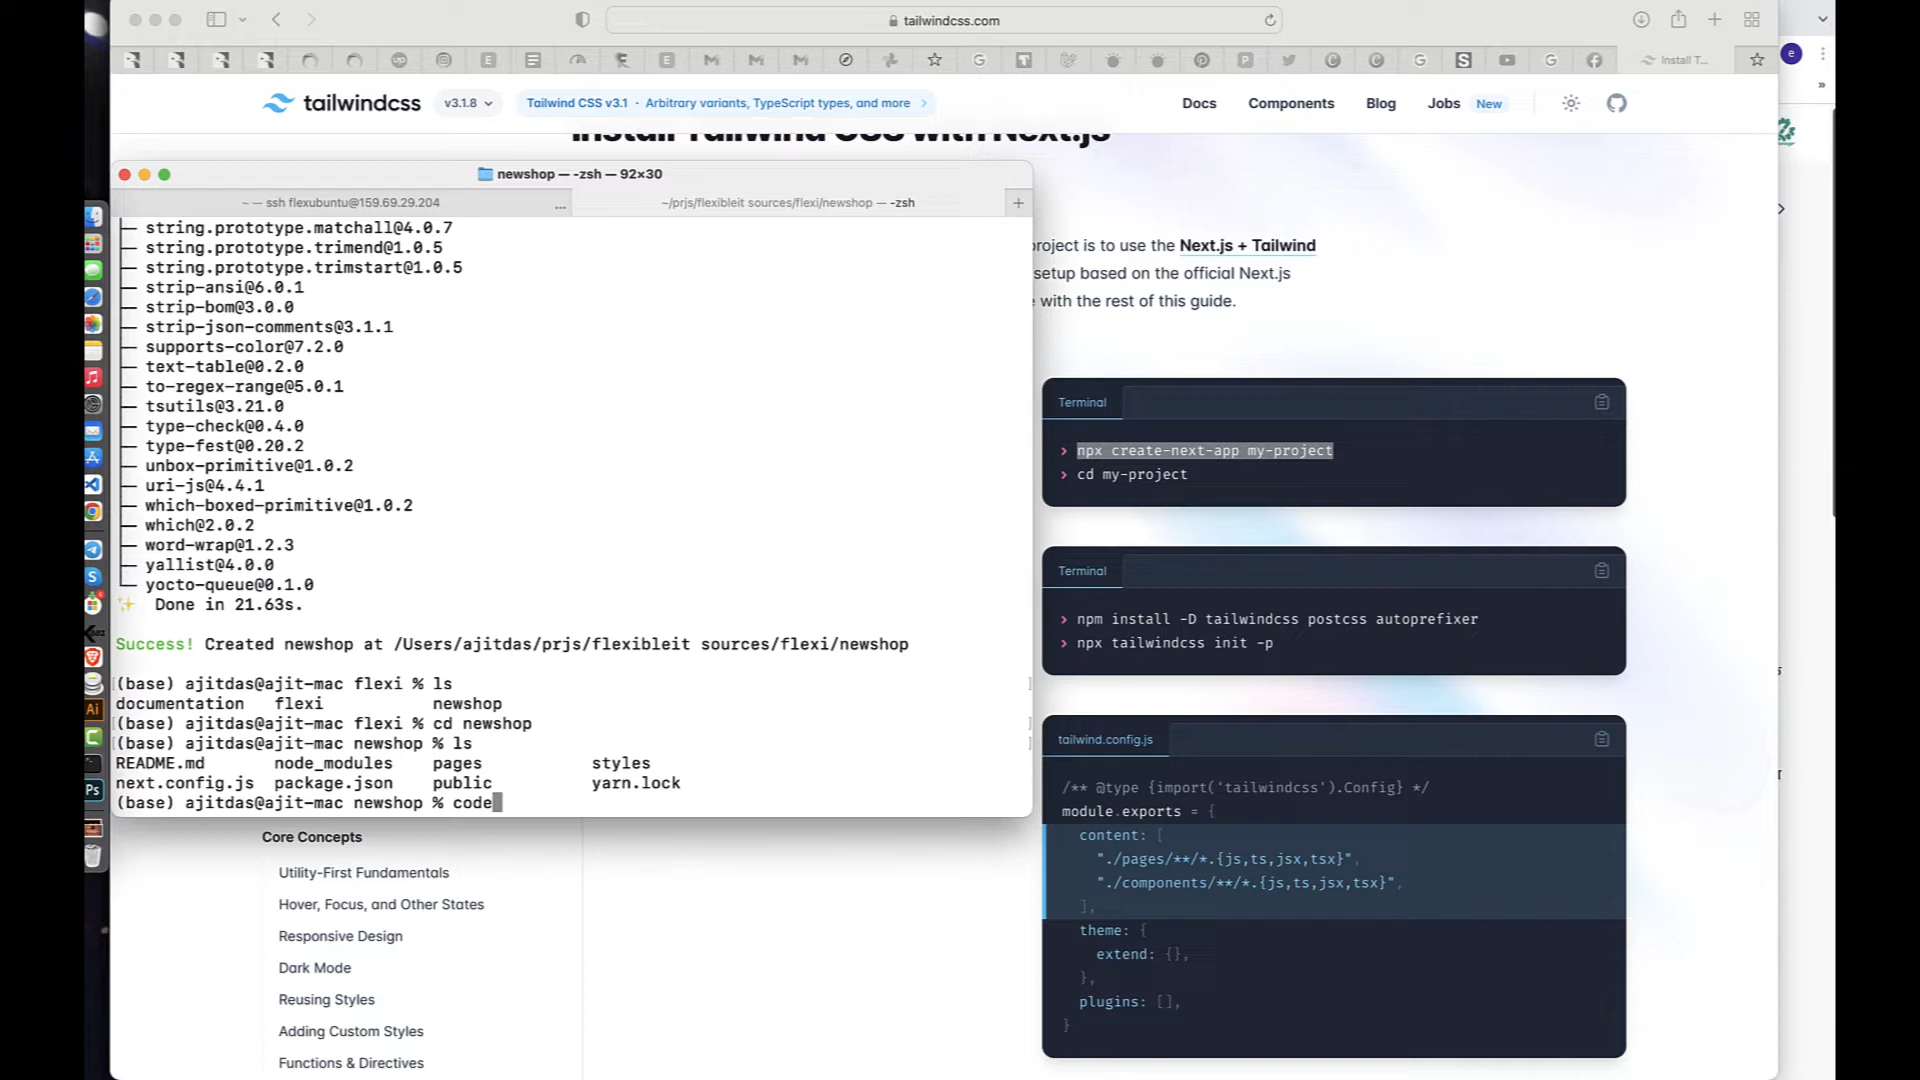 tailwindcss.com
Install T...
tailwindcss
v3.1.8
Tailwind CSS v3.1 · Arbitrary variants, TypeScript types, and more
Docs
Components
Blog
Jobs
New
Install Tailwind CSS with Next.js
newshop — -zsh — 92×30
~ — ssh flexubuntu@159.69.29.204
...
~/prjs/flexibleit sources/flexi/newshop — -zsh
├─ string.prototype.matchall@4.0.7
├─ string.prototype.trimend@1.0.5
├─ string.prototype.trimstart@1.0.5
├─ strip-ansi@6.0.1
├─ strip-bom@3.0.0
├─ strip-json-comments@3.1.1
├─ supports-color@7.2.0
├─ text-table@0.2.0
├─ to-regex-range@5.0.1
├─ tsutils@3.21.0
├─ type-check@0.4.0
├─ type-fest@0.20.2
├─ unbox-primitive@1.0.2
├─ uri-js@4.4.1
├─ which-boxed-primitive@1.0.2
├─ which@2.0.2
├─ word-wrap@1.2.3
├─ yallist@4.0.0
└─ yocto-queue@0.1.0
✨ Done in 21.63s.
Success! Created newshop at /Users/ajitdas/prjs/flexibleit sources/flexi/newshop
(base) ajitdas@ajit-mac flexi % ls
documentation flexi newshop
(base) ajitdas@ajit-mac flexi % cd newshop
(base) ajitdas@ajit-mac newshop % ls
README.md node_modules pages styles
next.config.js package.json public yarn.lock
(base) ajitdas@ajit-mac newshop % code
roject is to use the Next.js + Tailwind
setup based on the official Next.js
with the rest of this guide.
Terminal
> npx create-next-app my-project
> cd my-project
Terminal
> npm install -D tailwindcss postcss autoprefixer
> npx tailwindcss init -p
tailwind.config.js
/** @type {import('tailwindcss').Config} */
module.exports = {
content: [
"./pages/**/*.{js,ts,jsx,tsx}",
"./components/**/*.{js,ts,jsx,tsx}",
],
theme: {
extend: {},
},
plugins: [],
}
Core Concepts
Utility-First Fundamentals
Hover, Focus, and Other States
Responsive Design
Dark Mode
Reusing Styles
Adding Custom Styles
Functions & Directives